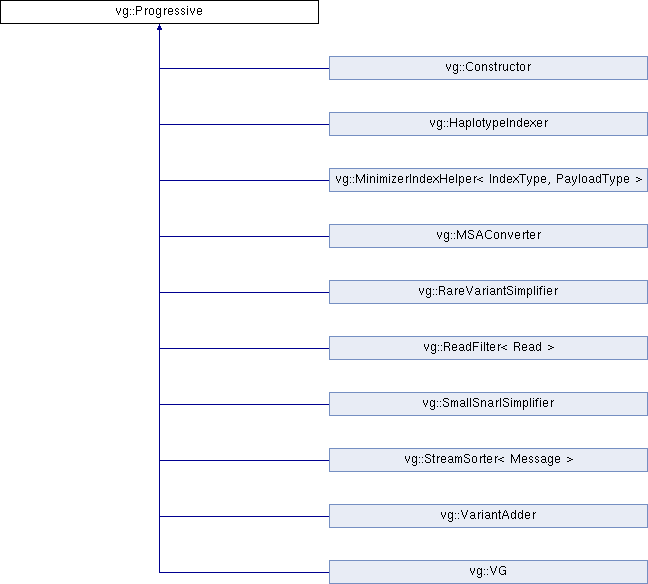 vg::Progressive
vg::Constructor
vg::HaplotypeIndexer
vg::MinimizerIndexHelper< IndexType, PayloadType >
vg::MSAConverter
vg::RareVariantSimplifier
vg::ReadFilter< Read >
vg::SmallSnarlSimplifier
vg::StreamSorter< Message >
vg::VariantAdder
vg::VG